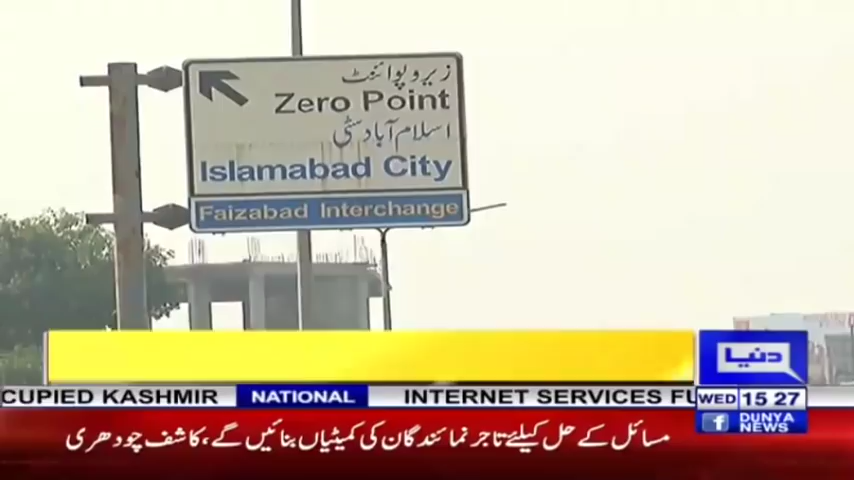 زیرو پوائنٹ
Zero Point
اسلام آباد سٹی
Islamabad City
Faizabad Interchange
دنیا
CUPIED KASHMIR NATIONAL INTERNET SERVICES FU
WED 15 27
f DUNYA NEWS
مسائل کے حل کیلئے تاجر نمائندگان کی کمیٹیاں بنائیں گے، کاشف چودھری